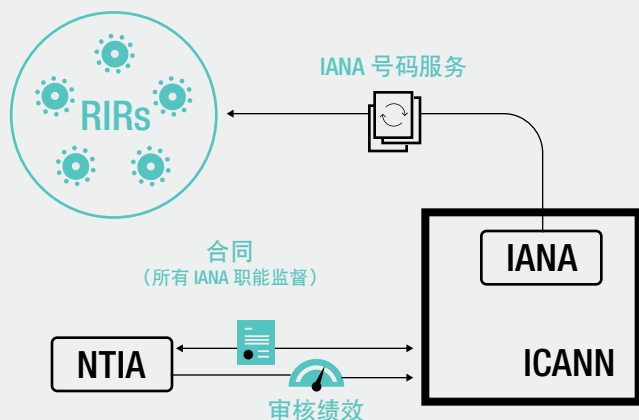 IANA 号码服务
RIRs
合同
（所有 IANA 职能监督）
IANA
NTIA
ICANN
审核绩效